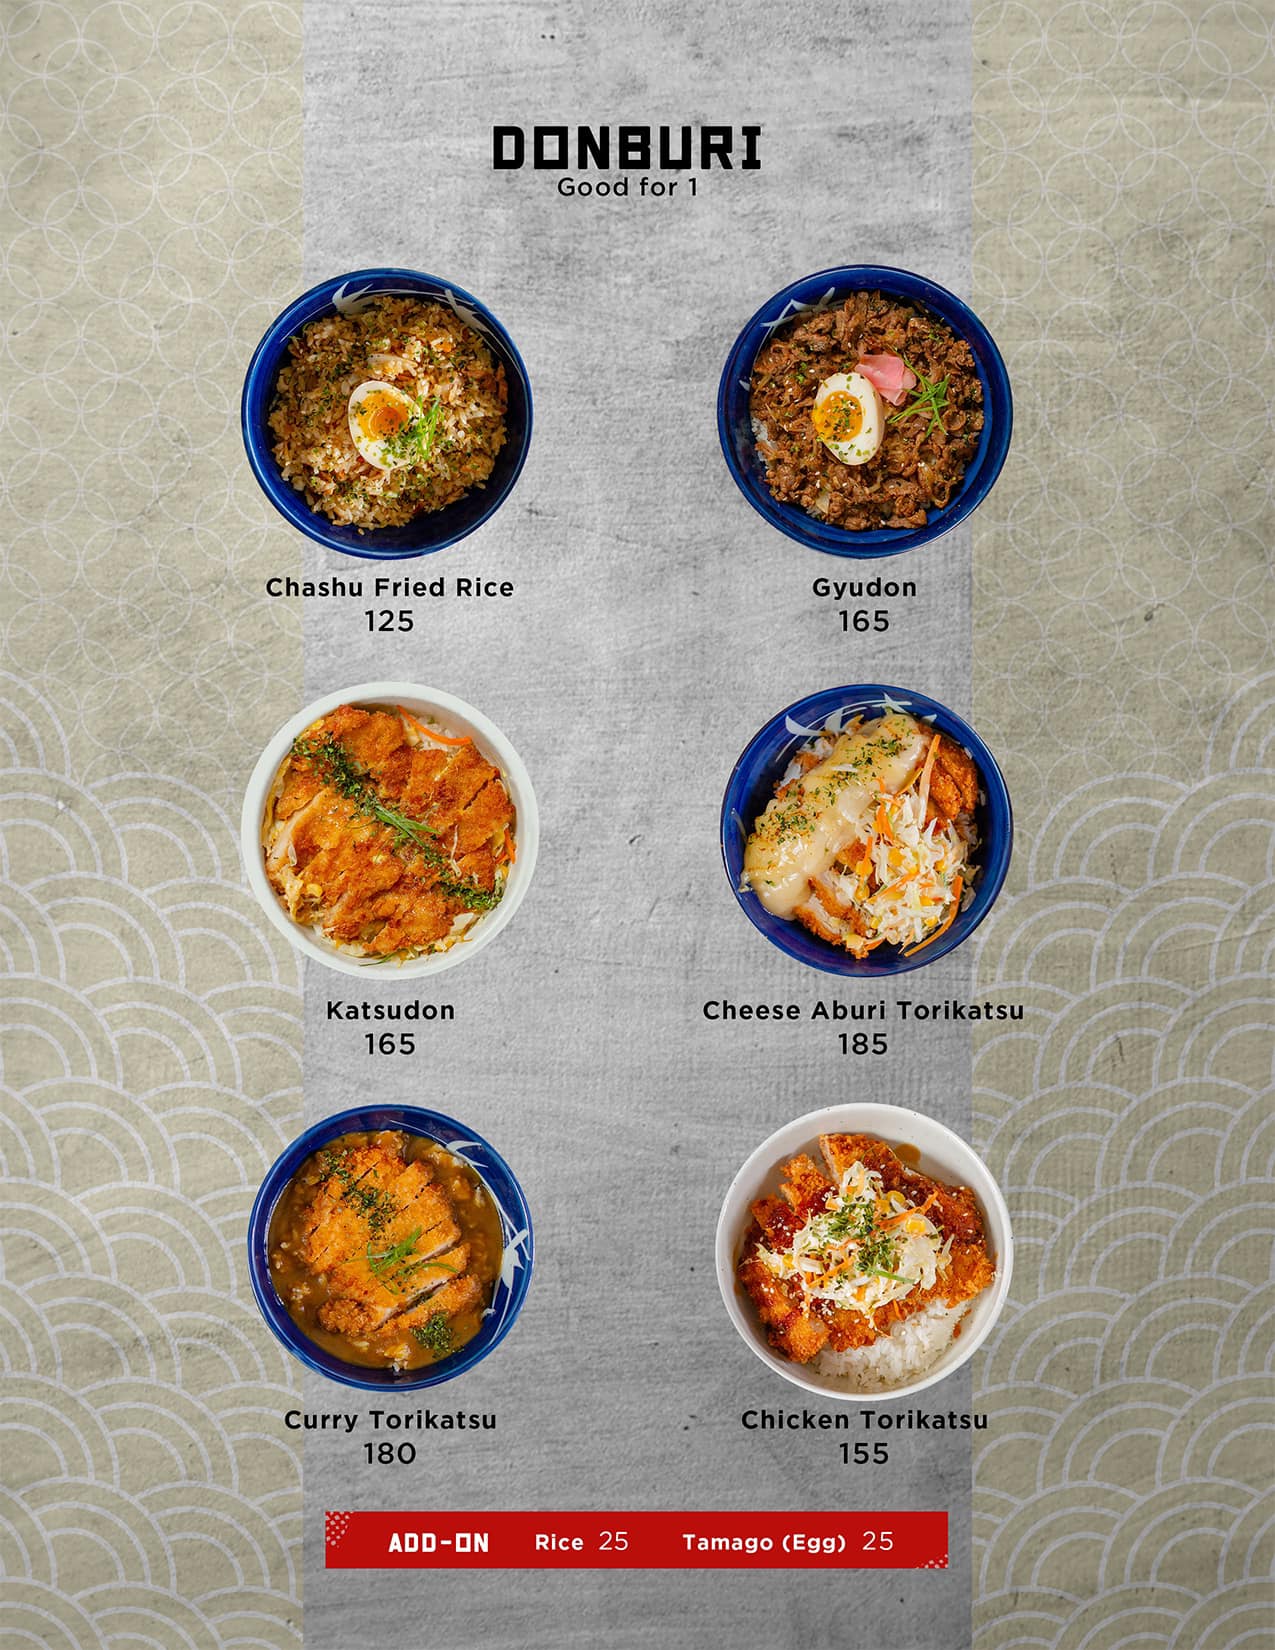 DONBURI
Good for 1
Chashu Fried Rice
125
Gyudon
165
Katsudon
165
Cheese Aburi Torikatsu
185
Curry Torikatsu
180
Chicken Torikatsu
155
ADD-ON Rice 25 Tamago (Egg) 25